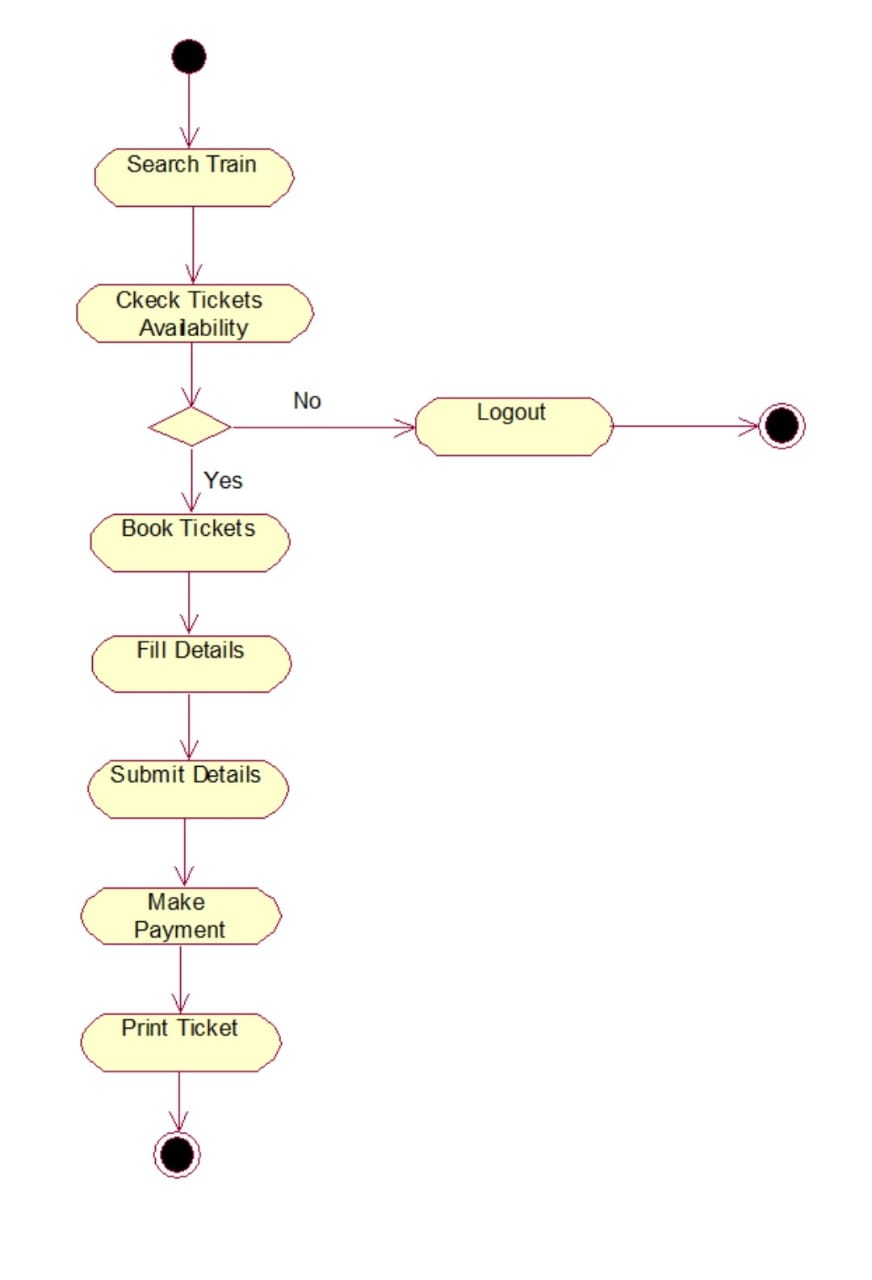 Search Train
Ckeck Tickets
Availability
No
Logout
Yes
Book Tickets
Fill Details
Submit Details
Make
Payment
Print Ticket